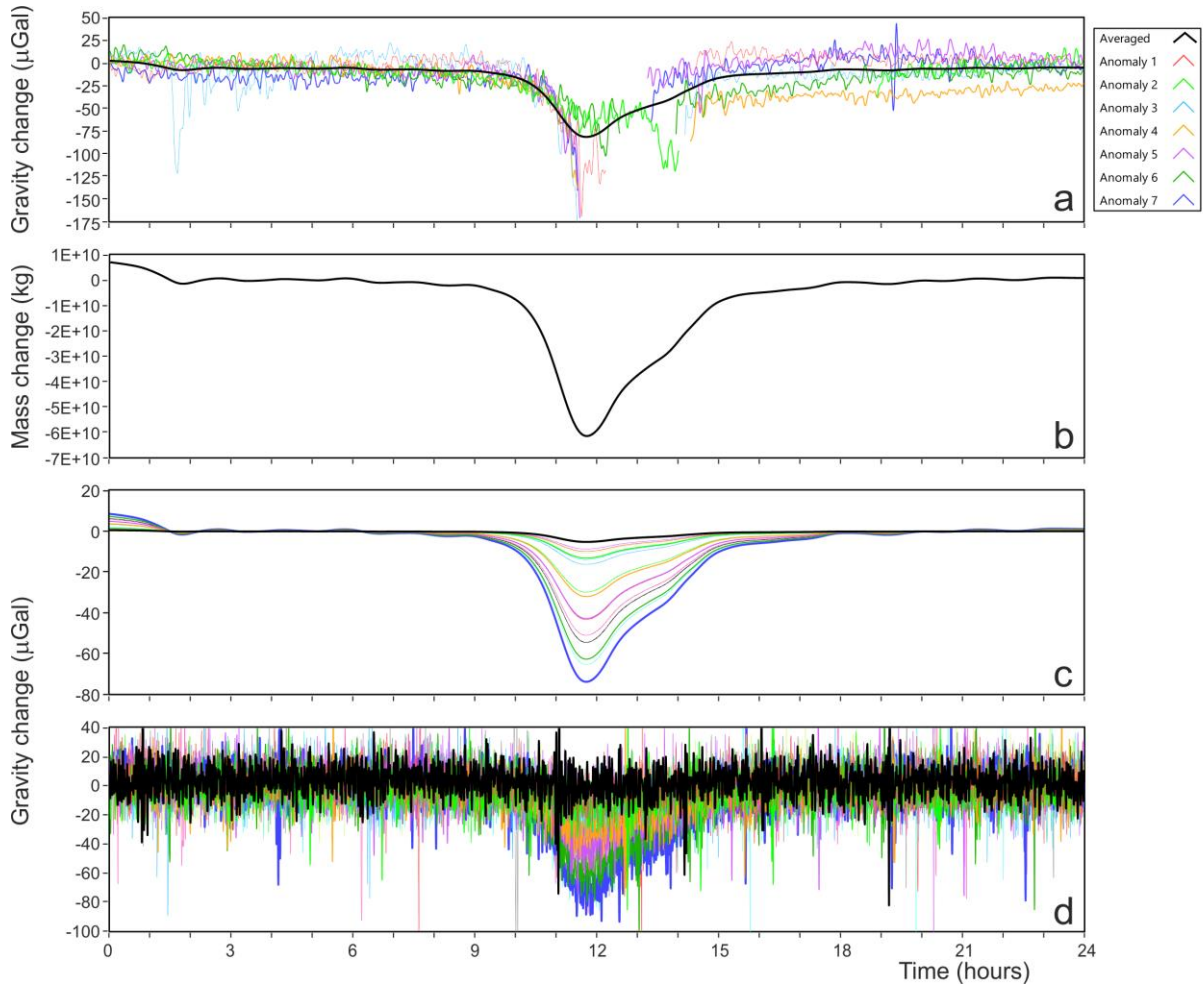 Gravity change (μGal)
50
25
0
-25
-50
-75
-100
-125
-150
-175
a
Averaged
Anomaly 1
Anomaly 2
Anomaly 3
Anomaly 4
Anomaly 5
Anomaly 6
Anomaly 7
Mass change (kg)
1E+10
0
-1E+10
-2E+10
-3E+10
-4E+10
-5E+10
-6E+10
-7E+10
b
Gravity change (μGal)
20
0
-20
-40
-60
-80
c
40
20
0
-20
-40
-60
-80
-100
d
0 3 6 9 12 15 18 21 24
Time (hours)